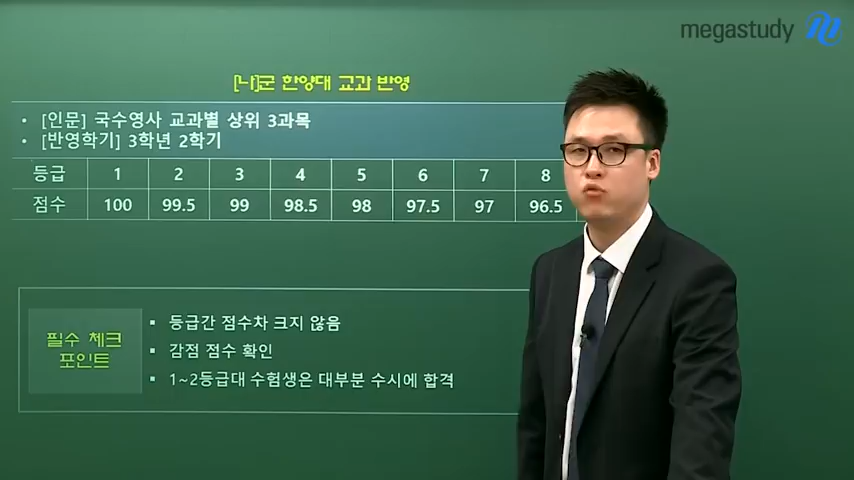 megastudy
[나]군 한양대 교과 반영
• [인문] 국수영사 교과별 상위 3과목
• [반영학기] 3학년 2학기
등급 1 2 3 4 5 6 7 8
점수 100 99.5 99 98.5 98 97.5 97 96.5
필수 체크
포인트
▪ 등급간 점수차 크지 않음
▪ 감점 점수 확인
▪ 1~2등급대 수험생은 대부분 수시에 합격